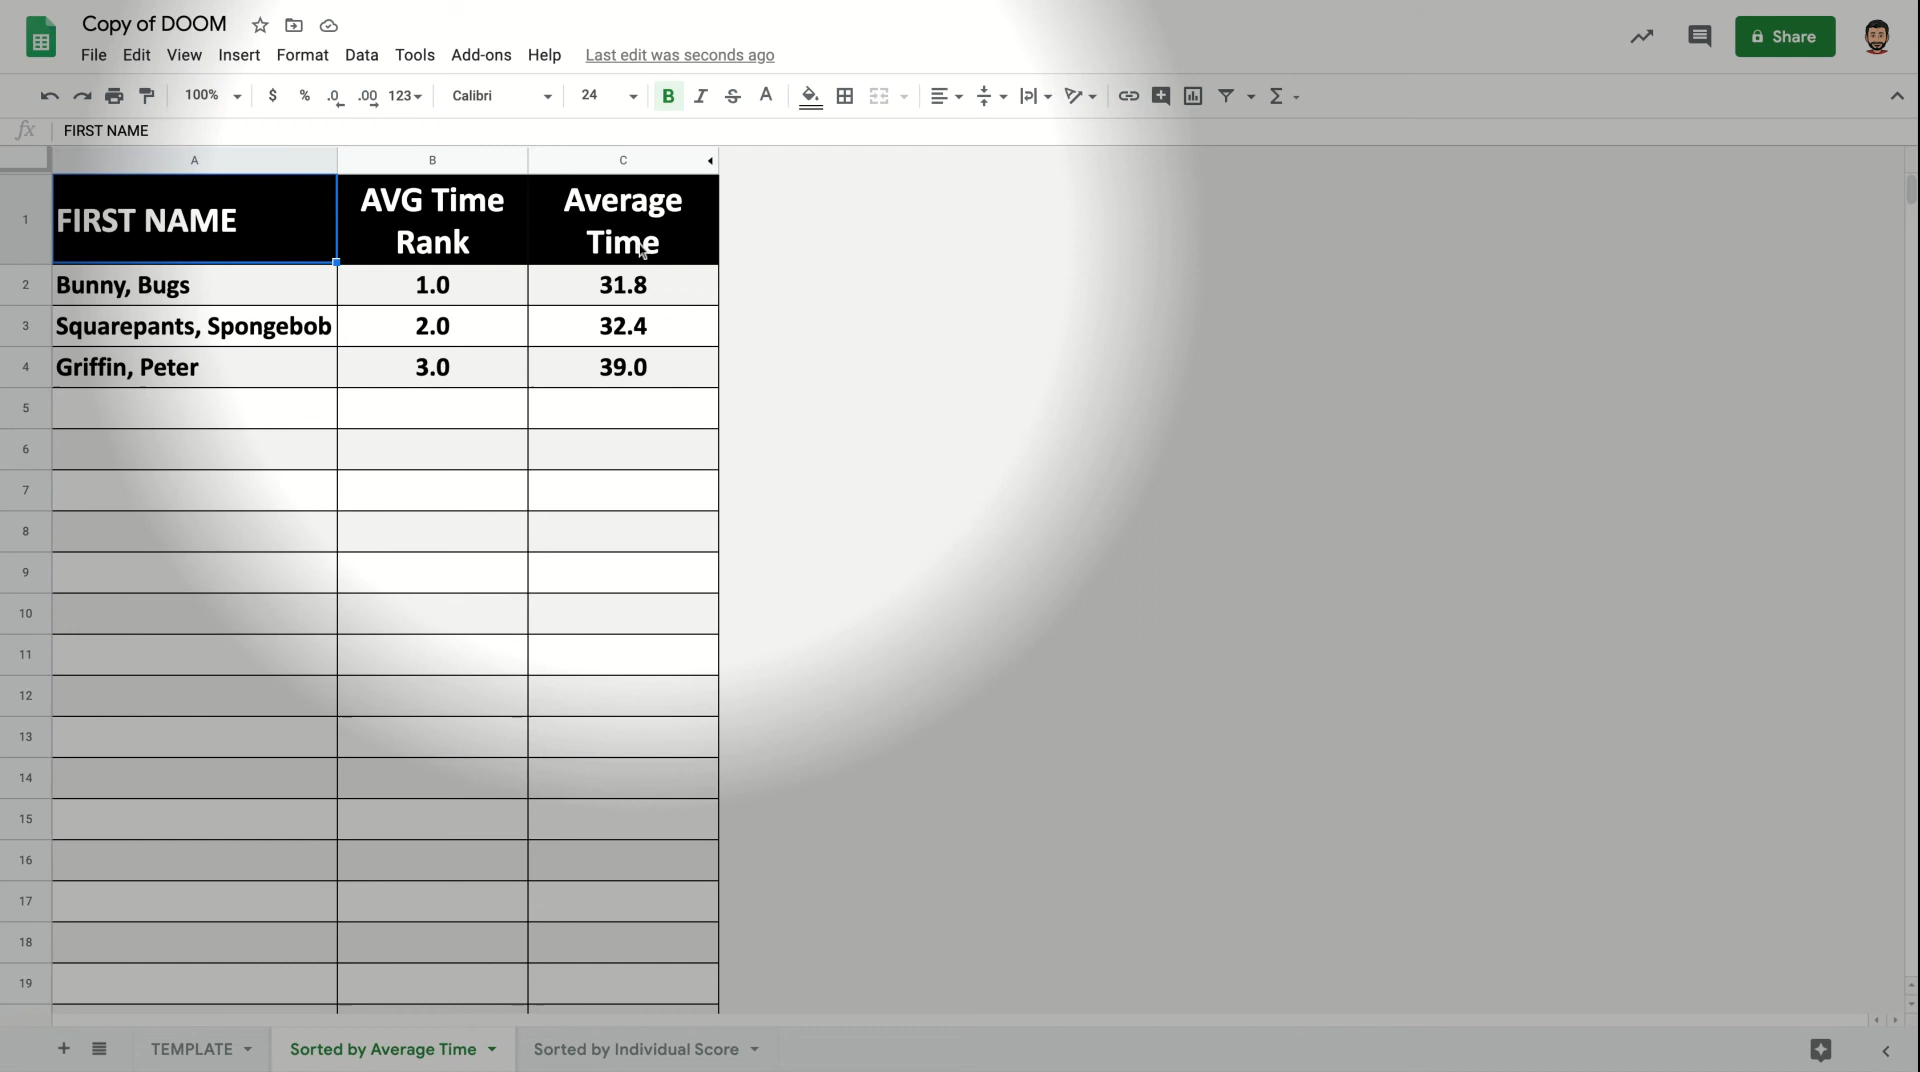 Copy of DOOM
File Edit View Insert Format Data Tools Add-ons Help Last edit was seconds ago
Share
100% $ % .0 .00 123 Calibri 24 B I S A Σ
fx FIRST NAME
A B C
1 FIRST NAME AVG Time Rank Average Time
2 Bunny, Bugs 1.0 31.8
3 Squarepants, Spongebob 2.0 32.4
4 Griffin, Peter 3.0 39.0
5
6
7
8
9
10
11
12
13
14
15
16
17
18
19
+ TEMPLATE Sorted by Average Time Sorted by Individual Score